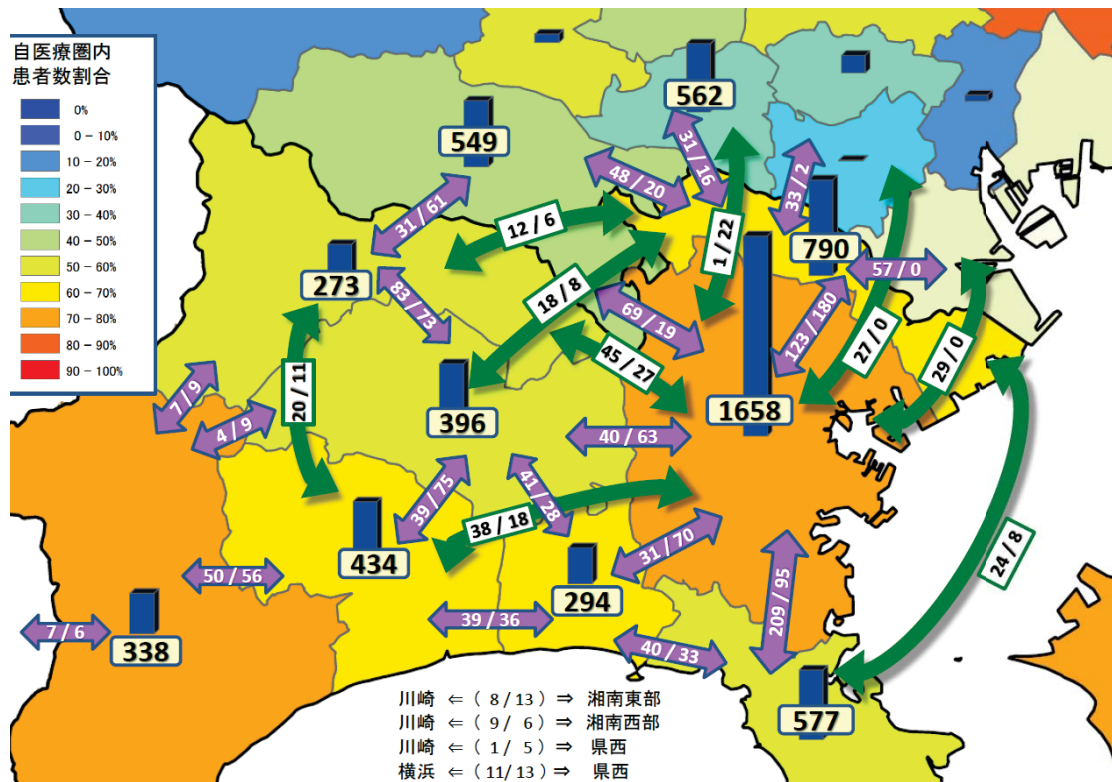 自医療圏内
患者数割合
0%
0 - 10%
10 - 20%
20 - 30%
30 - 40%
40 - 50%
50 - 60%
60 - 70%
70 - 80%
80 - 90%
90 - 100%
562
549
31 / 16
48 / 20
33 / 2
31 / 61
12 / 6
1 / 22
790
57 / 0
273
18 / 8
83 / 73
69 / 19
123 / 180
27 / 0
45 / 27
29 / 0
20 / 11
7 / 9
396
1658
4 / 9
40 / 63
39 / 75
41 / 28
38 / 18
434
31 / 70
24 / 8
50 / 56
294
209 / 95
39 / 36
7 / 6
338
40 / 33
577
川崎 ⇐ ( 8 / 13 ) ⇒ 湘南東部
川崎 ⇐ ( 9 / 6 ) ⇒ 湘南西部
川崎 ⇐ ( 1 / 5 ) ⇒ 県西
横浜 ⇐ ( 11 / 13 ) ⇒ 県西